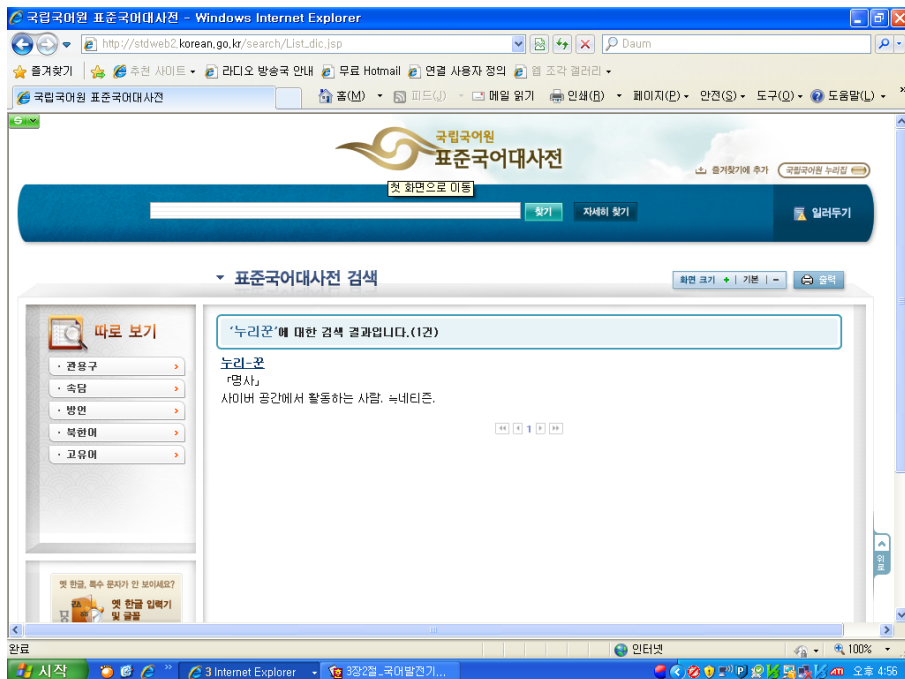 국립국어원 표준국어대사전 - Windows Internet Explorer
http://stdweb2.korean.go.kr/search/List_dic.jsp
Daum
즐겨찾기 추천 사이트 라디오 방송국 안내 무료 Hotmail 연결 사용자 정의 웹 조각 갤러리
국립국어원 표준국어대사전
홈(M) 피드(J) 메일 읽기 인쇄(B) 페이지(P) 안전(S) 도구(O) 도움말(L) »
국립국어원
표준국어대사전
즐겨찾기에 추가 국립국어원 누리집
첫 화면으로 이동
찾기 자세히 찾기 일러두기
표준국어대사전 검색
화면 크기 + | 기본 | - 출력
따로 보기
· 관용구
· 속담
· 방언
· 북한어
· 고유어
‘누리꾼’에 대한 검색 결과입니다.(1건)
누리-꾼
「명사」
사이버 공간에서 활동하는 사람. ≒네티즌.
1
위로
옛 한글, 특수 문자가 안 보이세요?
옛 한글 입력기
및 글꼴
완료 인터넷 100%
시작 » 3 Internet Explorer 3장2절_국어발전기... 오후 4:56